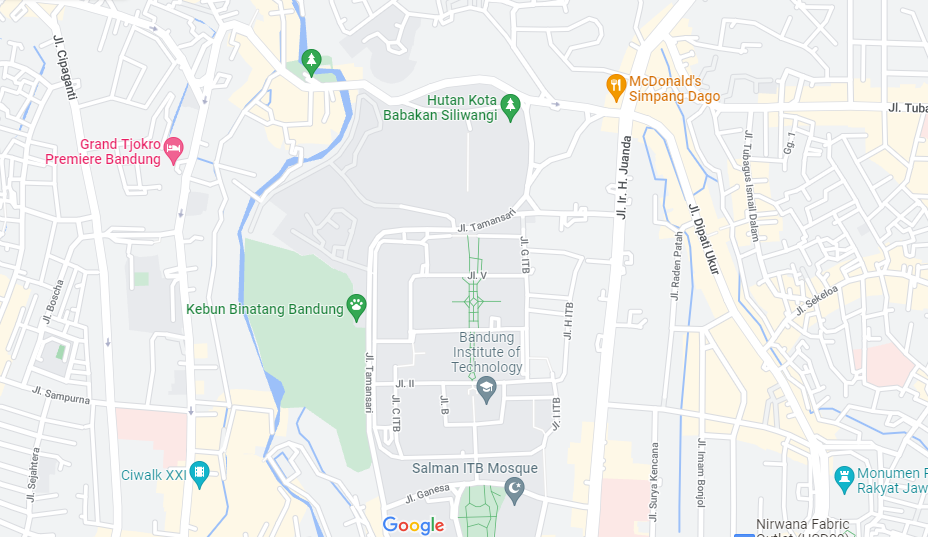 Jl. Cipaganti
McDonald's
Simpang Dago
Hutan Kota
Babakan Siliwangi
Jl. Tuba
Grand Tjokro
Premiere Bandung
Jl. Ir. H. Juanda
Jl. Tubagus Ismail Dalam
Gg. 1
Jl. Tamansari
Jl. Dipati Ukur
Jl. G ITB
Jl. Raden Patah
Jl. V
Jl. Boscha
Kebun Binatang Bandung
Jl. Sekeloa
Jl. H ITB
Bandung
Institute of
Technology
Jl. Tamansari
Jl. II
Jl. Sampurna
Jl. C ITB
Jl. B
Jl. I ITB
Ciwalk XXI
Salman ITB Mosque
Jl. Sejahtera
Jl. Surya Kencana
Jl. Imam Bonjol
Monumen P
Rakyat Jaw
Jl. Ganesa
Google
Nirwana Fabric